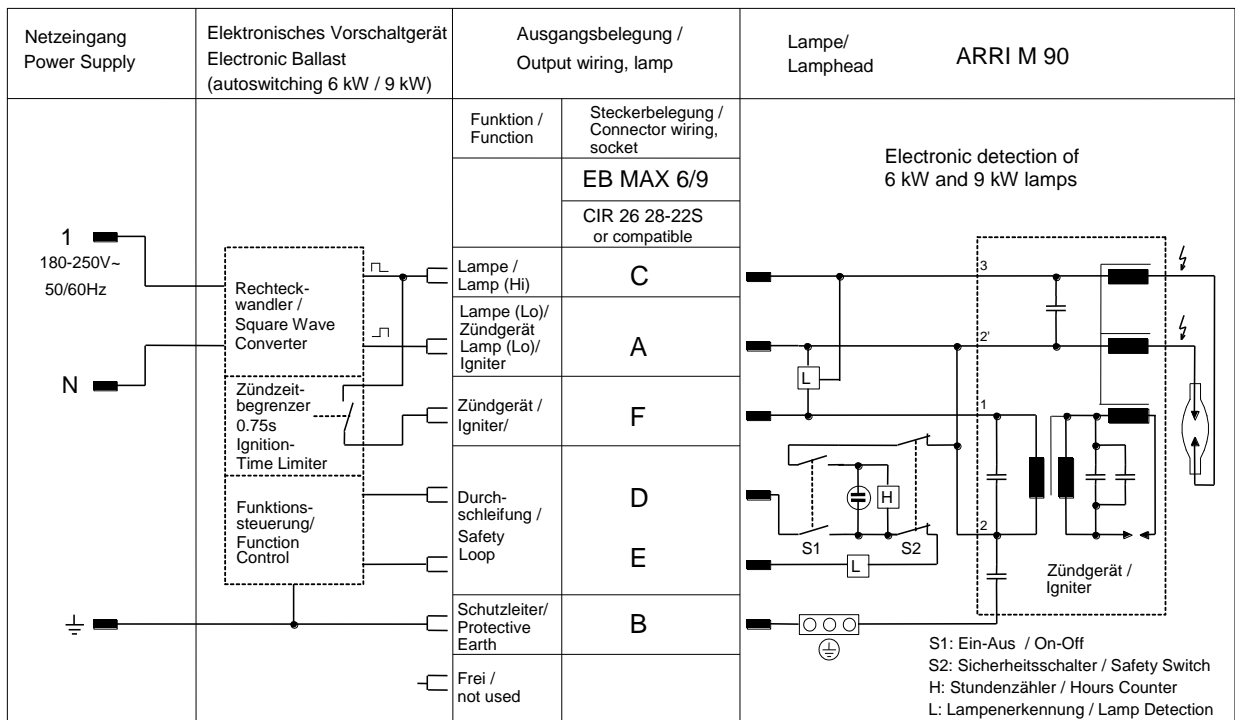 Netzeingang
Power Supply
Elektronisches Vorschaltgerät
Electronic Ballast
(autoswitching 6 kW / 9 kW)
Ausgangsbelegung /
Output wiring, lamp
Lampe/
Lamphead
ARRI M 90
Funktion /
Function
Steckerbelegung /
Connector wiring,
socket
EB MAX 6/9
CIR 26 28-22S
or compatible
Electronic detection of
6 kW and 9 kW lamps
1
180-250V~
50/60Hz
N
Rechteck-
wandler /
Square Wave
Converter
Zündzeit-
begrenzer
0.75s
Ignition-
Time Limiter
Funktions-
steuerung/
Function
Control
Lampe /
Lamp (Hi)
C
Lampe (Lo)/
Zündgerät
Lamp (Lo)/
Igniter
A
Zündgerät /
Igniter/
F
Durch-
schleifung /
Safety
Loop
D
E
Schutzleiter/
Protective
Earth
B
Frei /
not used
3
2'
L
1
H
S1
S2
2
L
Zündgerät /
Igniter
S1: Ein-Aus / On-Off
S2: Sicherheitsschalter / Safety Switch
H: Stundenzähler / Hours Counter
L: Lampenerkennung / Lamp Detection